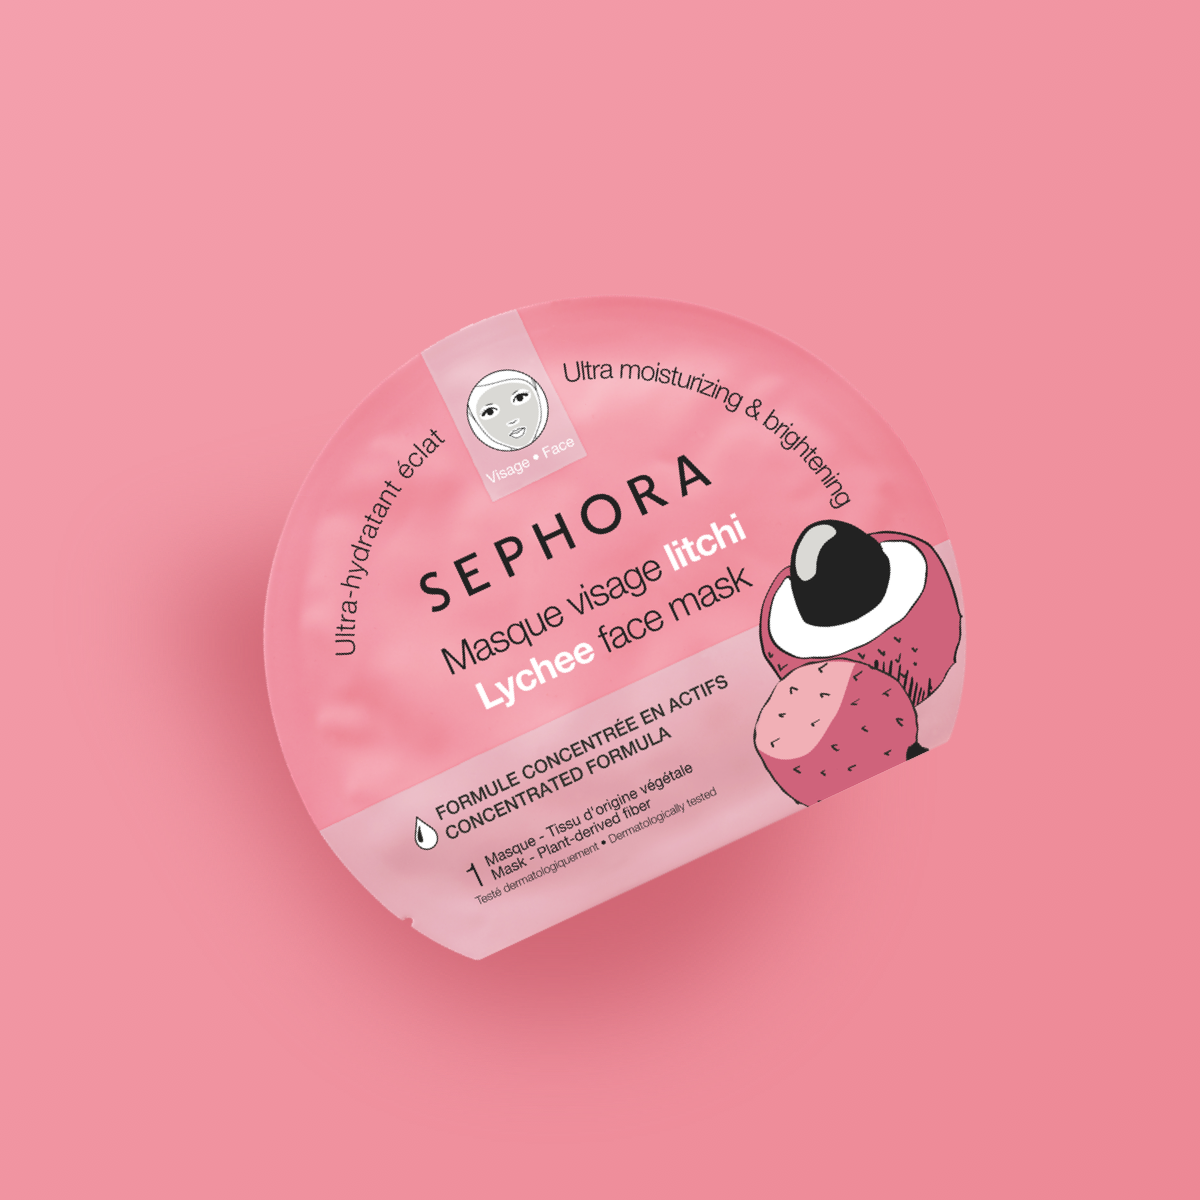 Ultra-hydratant éclat
Ultra moisturizing & brightening
Visage • Face
SEPHORA
Masque visage litchi
Lychee face mask
FORMULE CONCENTRÉE EN ACTIFS
CONCENTRATED FORMULA
1 Masque - Tissu d'origine végétale
Mask - Plant-derived fiber
Testé dermatologiquement • Dermatologically tested